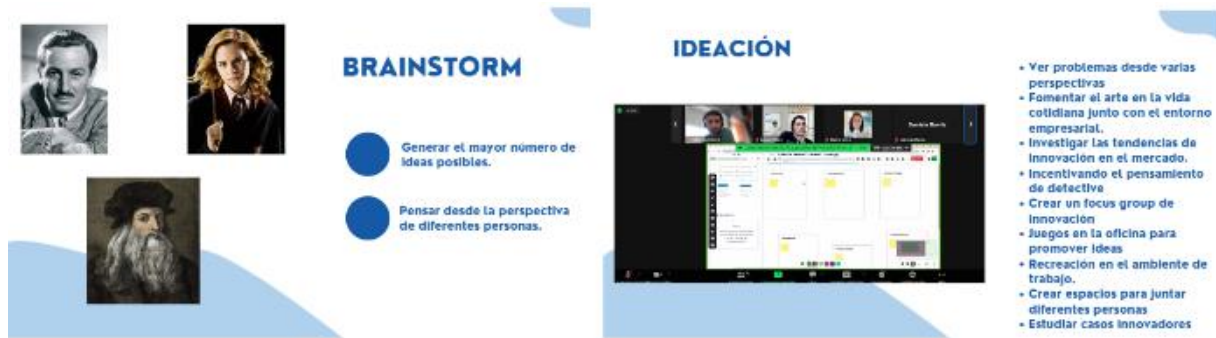 BRAINSTORM
Generar el mayor número de
ideas posibles.
Pensar desde la perspectiva
de diferentes personas.
IDEACIÓN
• Ver problemas desde varias
perspectivas
• Fomentar el arte en la vida
cotidiana junto con el entorno
empresarial.
• Investigar las tendencias de
innovación en el mercado.
• Incentivando el pensamiento
de detective
• Crear un focus group de
innovación
• Juegos en la oficina para
promover ideas
• Recreación en el ambiente de
trabajo.
• Crear espacios para juntar
diferentes personas
• Estudiar casos innovadores